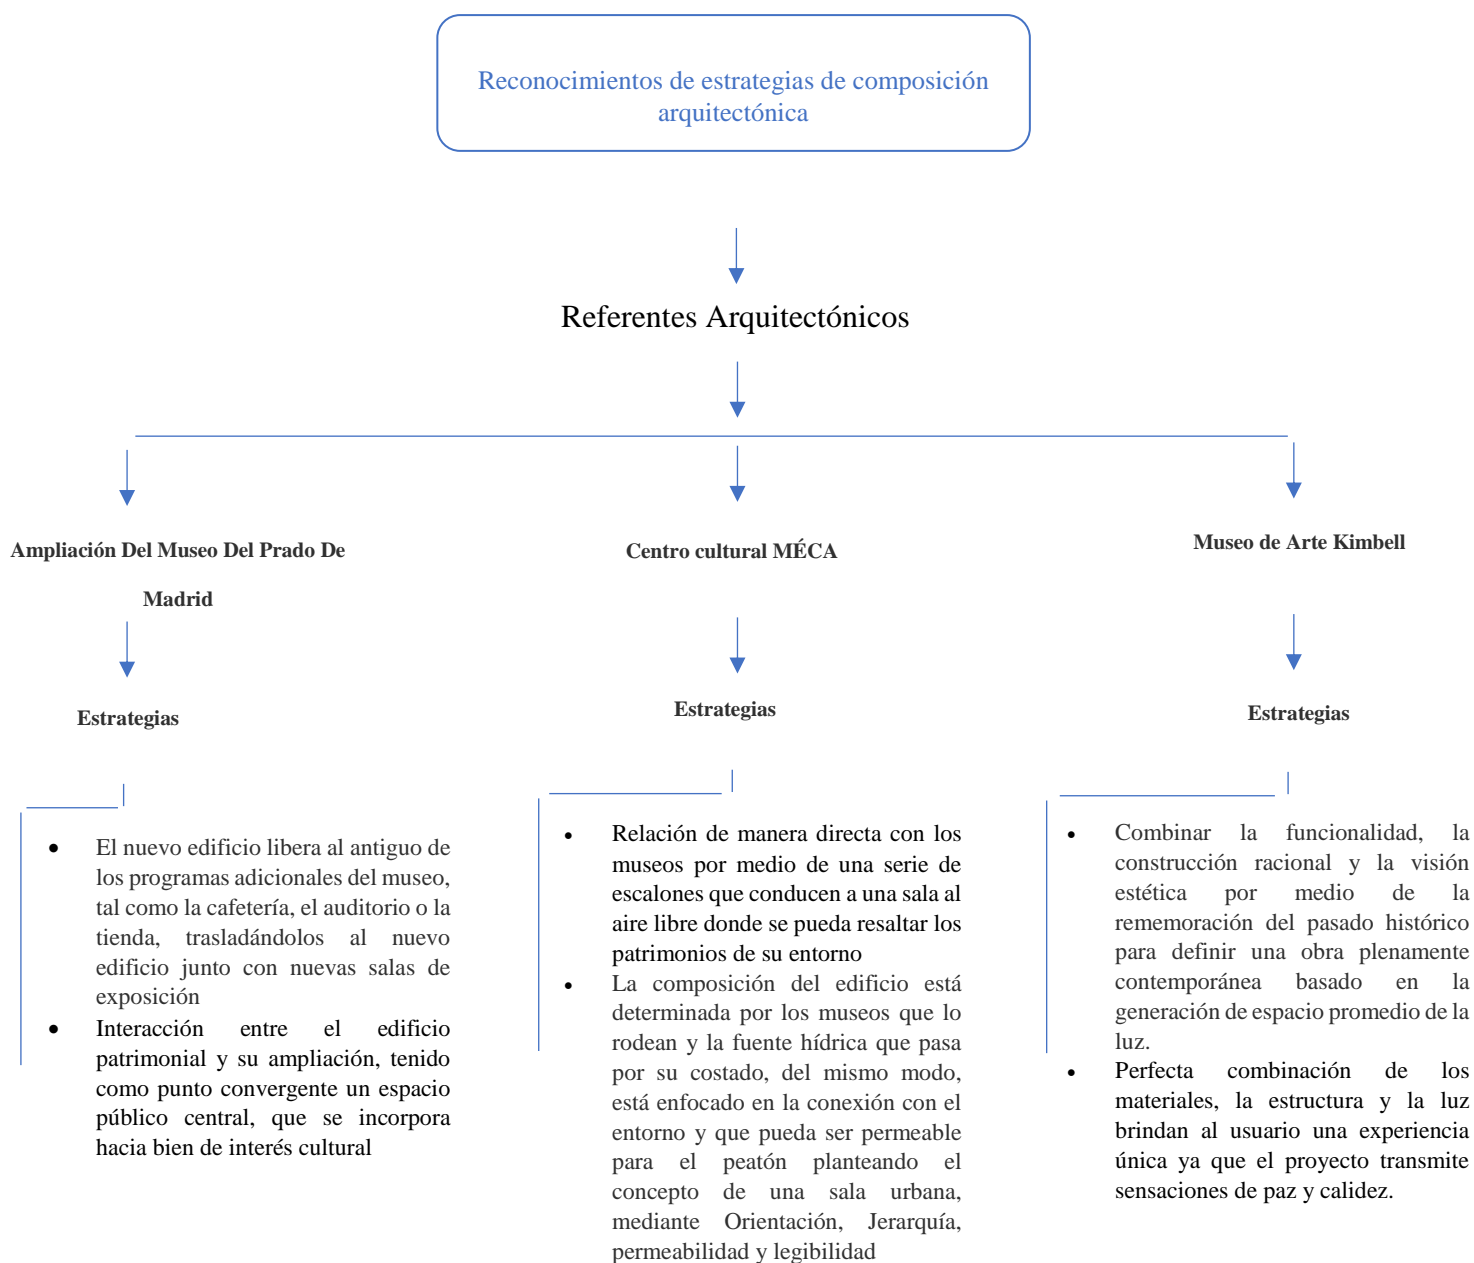 Reconocimientos de estrategias de composición
arquitectónica
Referentes Arquitectónicos
Ampliación Del Museo Del Prado De
Madrid
Centro cultural MÉCA
Museo de Arte Kimbell
Estrategias
Estrategias
Estrategias
• El nuevo edificio libera al antiguo de
los programas adicionales del museo,
tal como la cafetería, el auditorio o la
tienda, trasladándolos al nuevo
edificio junto con nuevas salas de
exposición
• Interacción entre el edificio
patrimonial y su ampliación, tenido
como punto convergente un espacio
público central, que se incorpora
hacia bien de interés cultural
• Relación de manera directa con los
museos por medio de una serie de
escalones que conducen a una sala al
aire libre donde se pueda resaltar los
patrimonios de su entorno
• La composición del edificio está
determinada por los museos que lo
rodean y la fuente hídrica que pasa
por su costado, del mismo modo,
está enfocado en la conexión con el
entorno y que pueda ser permeable
para el peatón planteando el
concepto de una sala urbana,
mediante Orientación, Jerarquía,
permeabilidad y legibilidad
• Combinar la funcionalidad, la
construcción racional y la visión
estética por medio de la
rememoración del pasado histórico
para definir una obra plenamente
contemporánea basado en la
generación de espacio promedio de la
luz.
• Perfecta combinación de los
materiales, la estructura y la luz
brindan al usuario una experiencia
única ya que el proyecto transmite
sensaciones de paz y calidez.